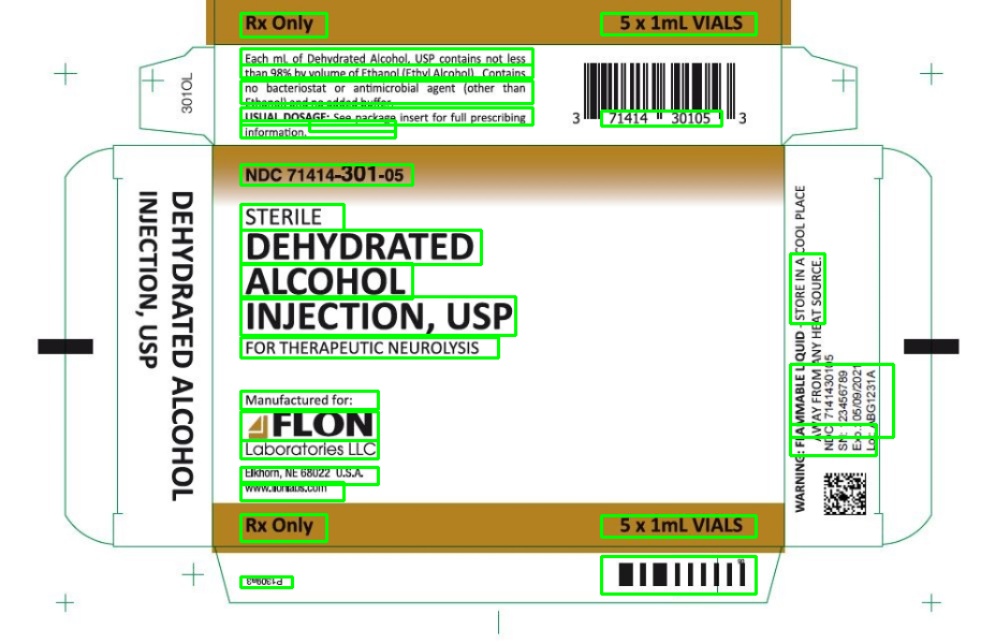 Rx Only
5 x 1mL VIALS
Each mL of Dehydrated Alcohol, USP contains not less
than 98% by volume of Ethanol (Ethyl Alcohol). Contains
no bacteriostat or antimicrobial agent (other than
Ethanol) and no added buffer.
USUAL DOSAGE: See package insert for full prescribing
information.
3 71414 30105 3
301OL
NDC 71414-301-05
STERILE
DEHYDRATED
ALCOHOL
INJECTION, USP
FOR THERAPEUTIC NEUROLYSIS
Manufactured for:
FLON
Laboratories LLC
Elkhorn, NE 68022 U.S.A.
www.flonlabs.com
DEHYDRATED ALCOHOL
INJECTION, USP
WARNING: FLAMMABLE LIQUID - STORE IN A COOL PLACE
AWAY FROM ANY HEAT SOURCE.
NDC: 7141430105
SN: 123456789
Exp.: 05/09/2021
Lot: ABG1231A
Rx Only
5 x 1mL VIALS